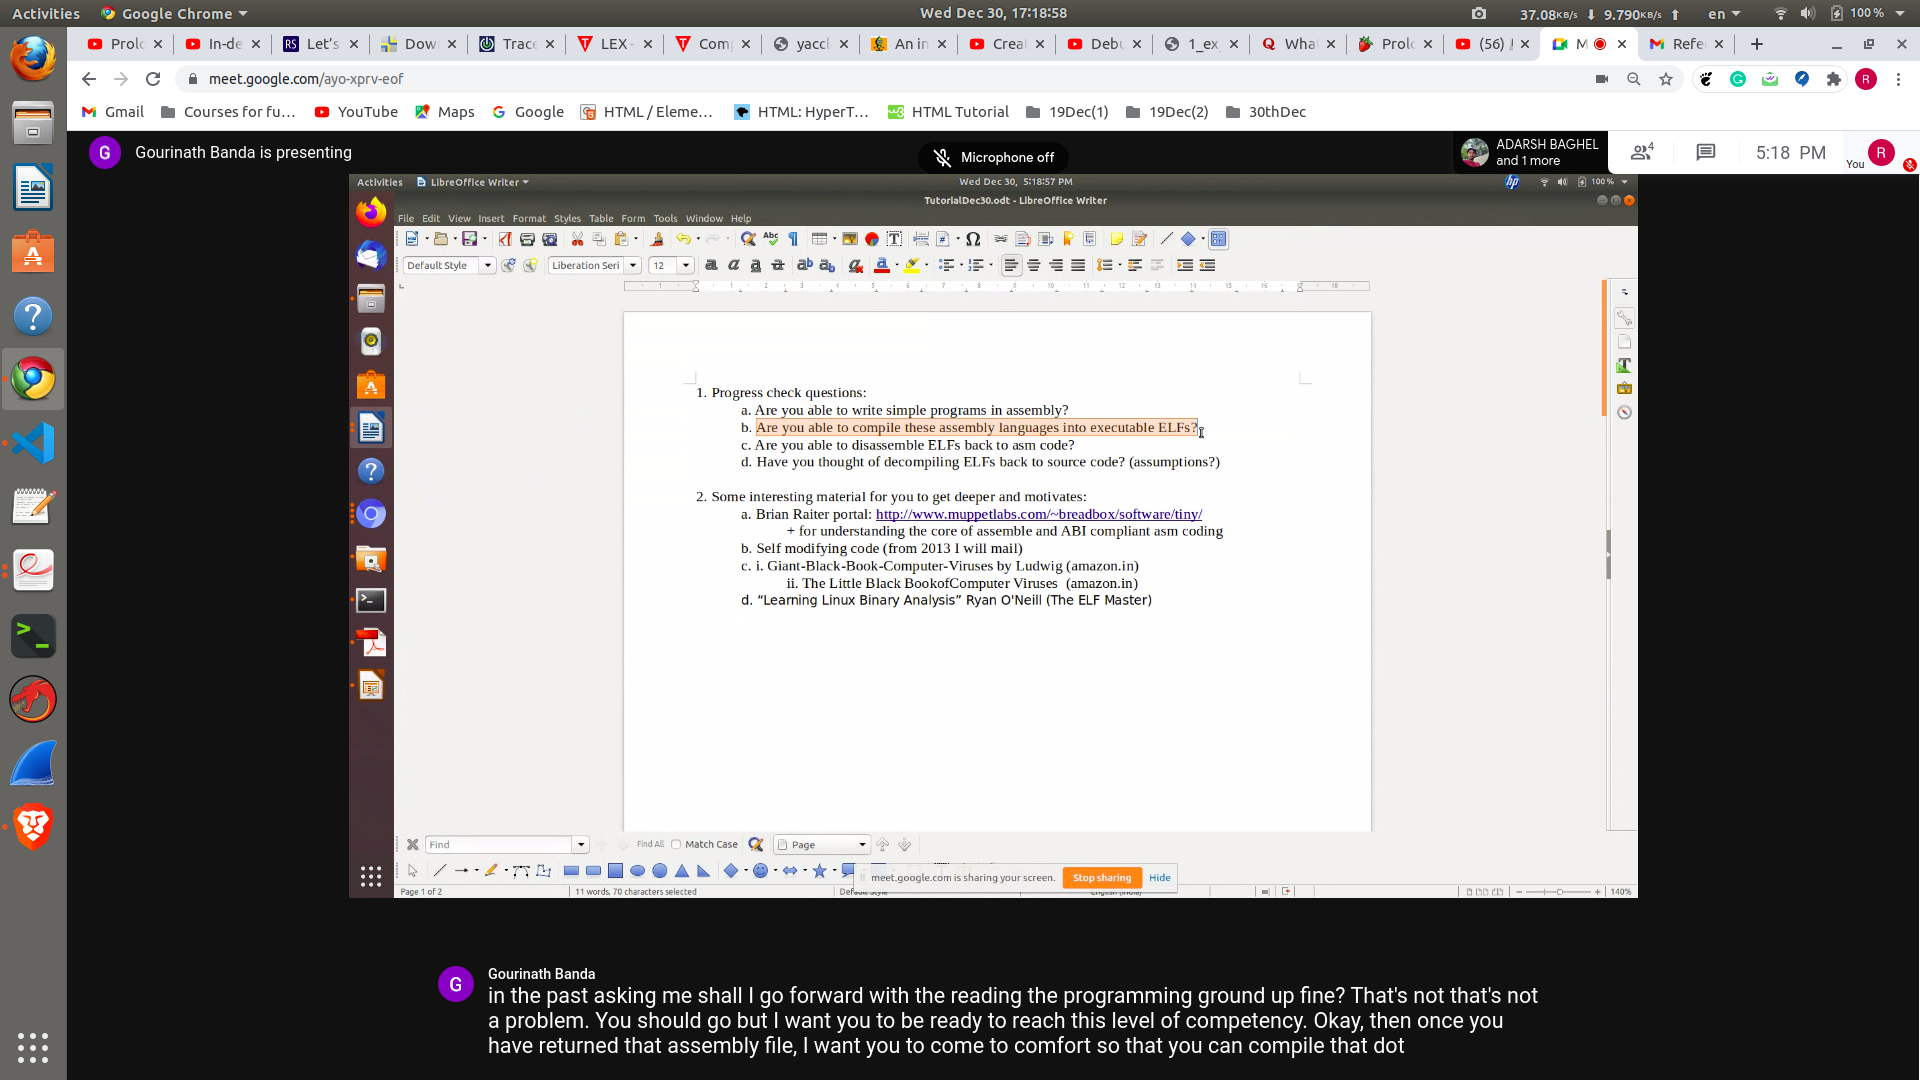 Activities Google Chrome Wed Dec 30, 17:18:58 37.08KB/s 9.790KB/s en 100 %
Prolo In-de Let's Dow Trace LEX - Com yaccl An in Crea Debu 1_ex Wha Prolo (56) M Refe
meet.google.com/ayo-xprv-eof
Gmail Courses for fu... YouTube Maps Google HTML / Eleme... HTML: HyperT... HTML Tutorial 19Dec(1) 19Dec(2) 30thDec
G Gourinath Banda is presenting Microphone off ADARSH BAGHEL and 1 more 4 5:18 PM You R
Activities LibreOffice Writer Wed Dec 30, 5:18:57 PM hp 100 %
TutorialDec30.odt - LibreOffice Writer
File Edit View Insert Format Styles Table Form Tools Window Help
Default Style Liberation Seri 12
1. Progress check questions:
a. Are you able to write simple programs in assembly?
b. Are you able to compile these assembly languages into executable ELFs?
c. Are you able to disassemble ELFs back to asm code?
d. Have you thought of decompiling ELFs back to source code? (assumptions?)
2. Some interesting material for you to get deeper and motivates:
a. Brian Raiter portal: http://www.muppetlabs.com/~breadbox/software/tiny/
+ for understanding the core of assemble and ABI compliant asm coding
b. Self modifying code (from 2013 I will mail)
c. i. Giant-Black-Book-Computer-Viruses by Ludwig (amazon.in)
ii. The Little Black BookofComputer Viruses (amazon.in)
d. “Learning Linux Binary Analysis” Ryan O'Neill (The ELF Master)
Find Find All Match Case Page
meet.google.com is sharing your screen. Stop sharing Hide
Page 1 of 2 11 words, 70 characters selected Default Style English (India) 140%
Gourinath Banda
in the past asking me shall I go forward with the reading the programming ground up fine? That's not that's not
a problem. You should go but I want you to be ready to reach this level of competency. Okay, then once you
have returned that assembly file, I want you to come to comfort so that you can compile that dot